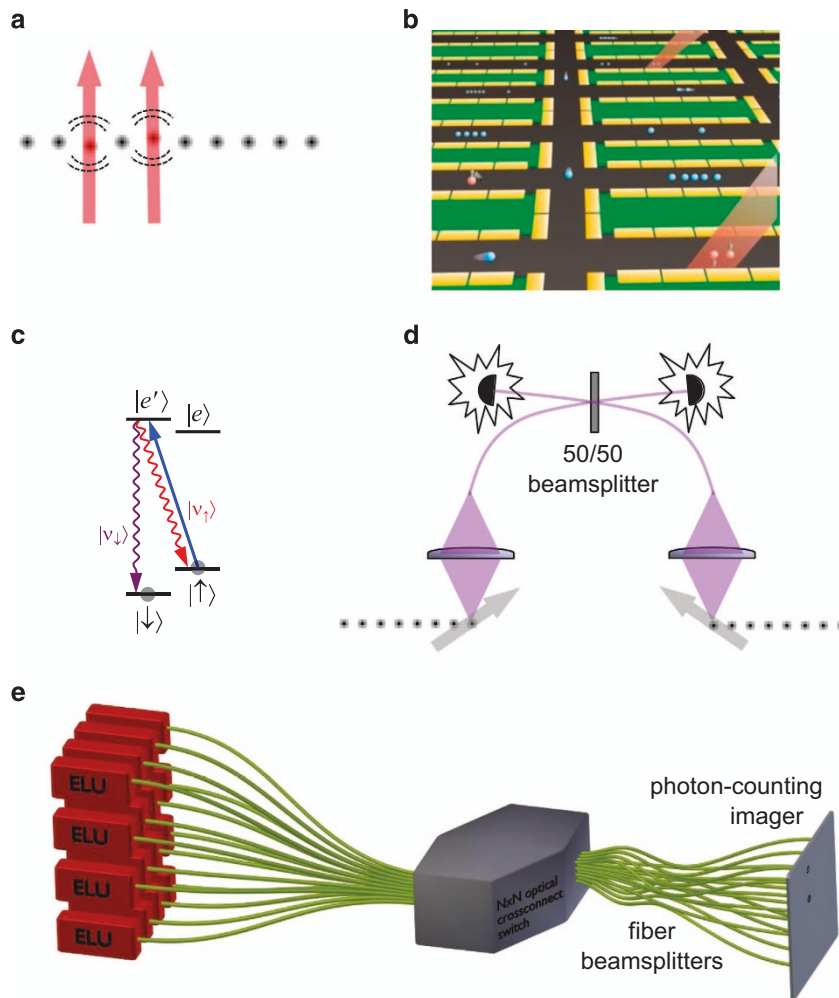 a
b
c
|e′⟩
|e⟩
|ν↓⟩
|ν↑⟩
|↓⟩
|↑⟩
d
50/50
beamsplitter
e
ELU
ELU
ELU
ELU
NxN optical
crossconnect
switch
photon-counting
imager
fiber
beamsplitters